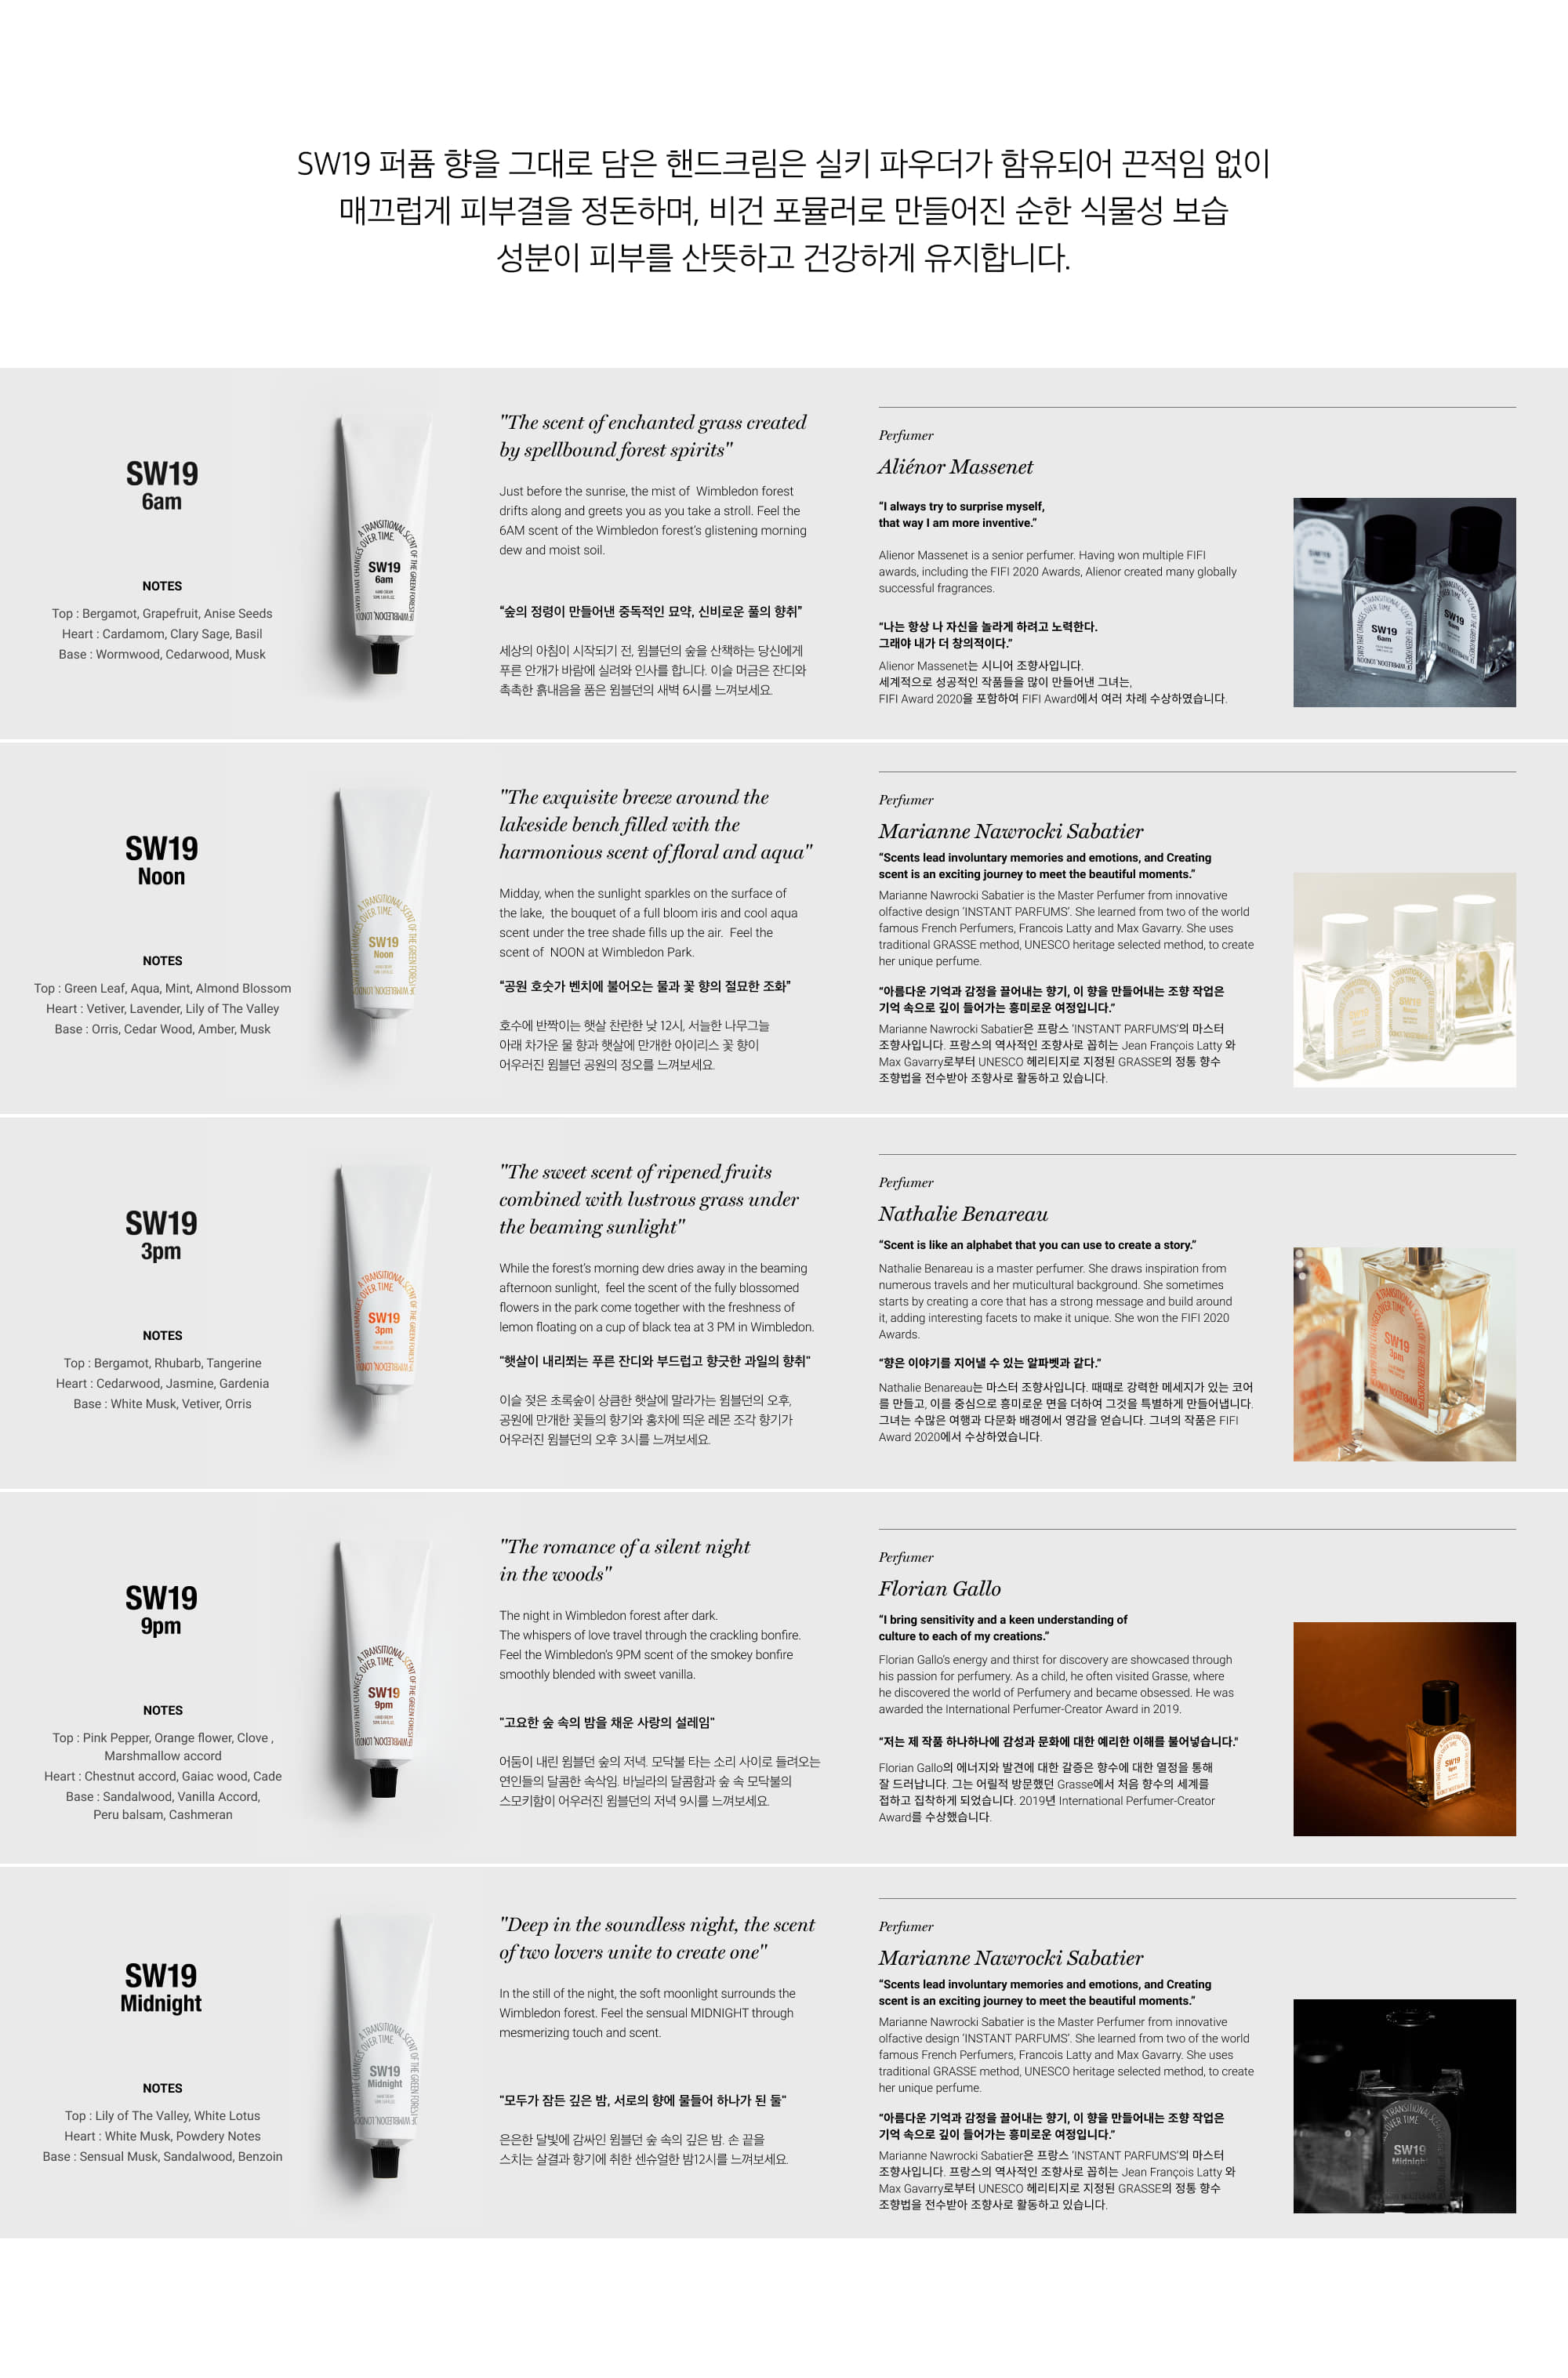 SW19 퍼퓸 향을 그대로 담은 핸드크림은 실키 파우더가 함유되어 끈적임 없이
매끄럽게 피부결을 정돈하며, 비건 포뮬러로 만들어진 순한 식물성 보습
성분이 피부를 산뜻하고 건강하게 유지합니다.
SW19
6am
NOTES
Top : Bergamot, Grapefruit, Anise Seeds
Heart : Cardamom, Clary Sage, Basil
Base : Wormwood, Cedarwood, Musk
SW19 THAT CHANGES OVER TIME.
A TRANSITIONAL SCENT OF THE GREEN FOREST OF WIMBLEDON, LONDON
SW19
6am
"The scent of enchanted grass created
by spellbound forest spirits"
Just before the sunrise, the mist of Wimbledon forest
drifts along and greets you as you take a stroll. Feel the
6AM scent of the Wimbledon forest's glistening morning
dew and moist soil.
“숲의 정령이 만들어낸 중독적인 묘약, 신비로운 풀의 향취”
세상의 아침이 시작되기 전, 윔블던의 숲을 산책하는 당신에게
푸른 안개가 바람에 실려와 인사를 합니다. 이슬 머금은 잔디와
촉촉한 흙내음을 품은 윔블던의 새벽 6시를 느껴보세요.
Perfumer
Aliénor Massenet
“I always try to surprise myself,
that way I am more inventive.”
Alienor Massenet is a senior perfumer. Having won multiple FIFI
awards, including the FIFI 2020 Awards, Alienor created many globally
successful fragrances.
“나는 항상 나 자신을 놀라게 하려고 노력한다.
그래야 내가 더 창의적이다.”
Alienor Massenet는 시니어 조향사입니다.
세계적으로 성공적인 작품들을 많이 만들어낸 그녀는,
FIFI Award 2020을 포함하여 FIFI Award에서 여러 차례 수상하였습니다.
SW19
6am
SW19
6am
SW19
Noon
NOTES
Top : Green Leaf, Aqua, Mint, Almond Blossom
Heart : Vetiver, Lavender, Lily of The Valley
Base : Orris, Cedar Wood, Amber, Musk
SW19 THAT CHANGES OVER TIME.
A TRANSITIONAL SCENT OF THE GREEN FOREST OF WIMBLEDON, LONDON
SW19
Noon
"The exquisite breeze around the
lakeside bench filled with the
harmonious scent of floral and aqua"
Midday, when the sunlight sparkles on the surface of
the lake, the bouquet of a full bloom iris and cool aqua
scent under the tree shade fills up the air. Feel the
scent of NOON at Wimbledon Park.
“공원 호숫가 벤치에 불어오는 물과 꽃 향의 절묘한 조화”
호수에 반짝이는 햇살 찬란한 낮 12시, 서늘한 나무그늘
아래 차가운 물 향과 햇살에 만개한 아이리스 꽃 향이
어우러진 윔블던 공원의 정오를 느껴보세요.
Perfumer
Marianne Nawrocki Sabatier
“Scents lead involuntary memories and emotions, and Creating
scent is an exciting journey to meet the beautiful moments.”
Marianne Nawrocki Sabatier is the Master Perfumer from innovative
olfactive design ‘INSTANT PARFUMS’. She learned from two of the world
famous French Perfumers, Francois Latty and Max Gavarry. She uses
traditional GRASSE method, UNESCO heritage selected method, to create
her unique perfume.
“아름다운 기억과 감정을 끌어내는 향기, 이 향을 만들어내는 조향 작업은
기억 속으로 깊이 들어가는 흥미로운 여정입니다.”
Marianne Nawrocki Sabatier은 프랑스 ‘INSTANT PARFUMS’의 마스터
조향사입니다. 프랑스의 역사적인 조향사로 꼽히는 Jean François Latty 와
Max Gavarry로부터 UNESCO 헤리티지로 지정된 GRASSE의 정통 향수
조향법을 전수받아 조향사로 활동하고 있습니다.
SW19
3pm
NOTES
Top : Bergamot, Rhubarb, Tangerine
Heart : Cedarwood, Jasmine, Gardenia
Base : White Musk, Vetiver, Orris
SW19 THAT CHANGES OVER TIME.
A TRANSITIONAL SCENT OF THE GREEN FOREST OF WIMBLEDON, LONDON
SW19
3pm
"The sweet scent of ripened fruits
combined with lustrous grass under
the beaming sunlight"
While the forest's morning dew dries away in the beaming
afternoon sunlight, feel the scent of the fully blossomed
flowers in the park come together with the freshness of
lemon floating on a cup of black tea at 3 PM in Wimbledon.
"햇살이 내리쬐는 푸른 잔디와 부드럽고 향긋한 과일의 향취"
이슬 젖은 초록숲이 상큼한 햇살에 말라가는 윔블던의 오후,
공원에 만개한 꽃들의 향기와 홍차에 띄운 레몬 조각 향기가
어우러진 윔블던의 오후 3시를 느껴보세요.
Perfumer
Nathalie Benareau
“Scent is like an alphabet that you can use to create a story.”
Nathalie Benareau is a master perfumer. She draws inspiration from
numerous travels and her muticultural background. She sometimes
starts by creating a core that has a strong message and build around
it, adding interesting facets to make it unique. She won the FIFI 2020
Awards.
“향은 이야기를 지어낼 수 있는 알파벳과 같다.”
Nathalie Benareau는 마스터 조향사입니다. 때때로 강력한 메세지가 있는 코어
를 만들고, 이를 중심으로 흥미로운 면을 더하여 그것을 특별하게 만들어냅니다.
그녀는 수많은 여행과 다문화 배경에서 영감을 얻습니다. 그녀의 작품은 FIFI
Award 2020에서 수상하였습니다.
SW19
3pm
SW19
9pm
NOTES
Top : Pink Pepper, Orange flower, Clove ,
Marshmallow accord
Heart : Chestnut accord, Gaiac wood, Cade
Base : Sandalwood, Vanilla Accord,
Peru balsam, Cashmeran
SW19 THAT CHANGES OVER TIME.
A TRANSITIONAL SCENT OF THE GREEN FOREST OF WIMBLEDON, LONDON
SW19
9pm
"The romance of a silent night
in the woods"
The night in Wimbledon forest after dark.
The whispers of love travel through the crackling bonfire.
Feel the Wimbledon's 9PM scent of the smokey bonfire
smoothly blended with sweet vanilla.
"고요한 숲 속의 밤을 채운 사랑의 설레임"
어둠이 내린 윔블던 숲의 저녁. 모닥불 타는 소리 사이로 들려오는
연인들의 달콤한 속삭임. 바닐라의 달콤함과 숲 속 모닥불의
스모키함이 어우러진 윔블던의 저녁 9시를 느껴보세요.
Perfumer
Florian Gallo
“I bring sensitivity and a keen understanding of
culture to each of my creations.”
Florian Gallo's energy and thirst for discovery are showcased through
his passion for perfumery. As a child, he often visited Grasse, where
he discovered the world of Perfumery and became obsessed. He was
awarded the International Perfumer-Creator Award in 2019.
"저는 제 작품 하나하나에 감성과 문화에 대한 예리한 이해를 불어넣습니다."
Florian Gallo의 에너지와 발견에 대한 갈증은 향수에 대한 열정을 통해
잘 드러납니다. 그는 어릴적 방문했던 Grasse에서 처음 향수의 세계를
접하고 집착하게 되었습니다. 2019년 International Perfumer-Creator
Award를 수상했습니다.
SW19
SW19
Midnight
NOTES
Top : Lily of The Valley, White Lotus
Heart : White Musk, Powdery Notes
Base : Sensual Musk, Sandalwood, Benzoin
SW19 THAT CHANGES OVER TIME.
A TRANSITIONAL SCENT OF THE GREEN FOREST OF WIMBLEDON, LONDON
SW19
Midnight
"Deep in the soundless night, the scent
of two lovers unite to create one"
In the still of the night, the soft moonlight surrounds the
Wimbledon forest. Feel the sensual MIDNIGHT through
mesmerizing touch and scent.
"모두가 잠든 깊은 밤, 서로의 향에 물들어 하나가 된 둘"
은은한 달빛에 감싸인 윔블던 숲 속의 깊은 밤. 손 끝을
스치는 살결과 향기에 취한 센슈얼한 밤12시를 느껴보세요.
Perfumer
Marianne Nawrocki Sabatier
“Scents lead involuntary memories and emotions, and Creating
scent is an exciting journey to meet the beautiful moments.”
Marianne Nawrocki Sabatier is the Master Perfumer from innovative
olfactive design ‘INSTANT PARFUMS’. She learned from two of the world
famous French Perfumers, Francois Latty and Max Gavarry. She uses
traditional GRASSE method, UNESCO heritage selected method, to create
her unique perfume.
“아름다운 기억과 감정을 끌어내는 향기, 이 향을 만들어내는 조향 작업은
기억 속으로 깊이 들어가는 흥미로운 여정입니다.”
Marianne Nawrocki Sabatier은 프랑스 ‘INSTANT PARFUMS’의 마스터
조향사입니다. 프랑스의 역사적인 조향사로 꼽히는 Jean François Latty 와
Max Gavarry로부터 UNESCO 헤리티지로 지정된 GRASSE의 정통 향수
조향법을 전수받아 조향사로 활동하고 있습니다.
A TRANSITIONAL
OVER TIME
SW19
Midnight